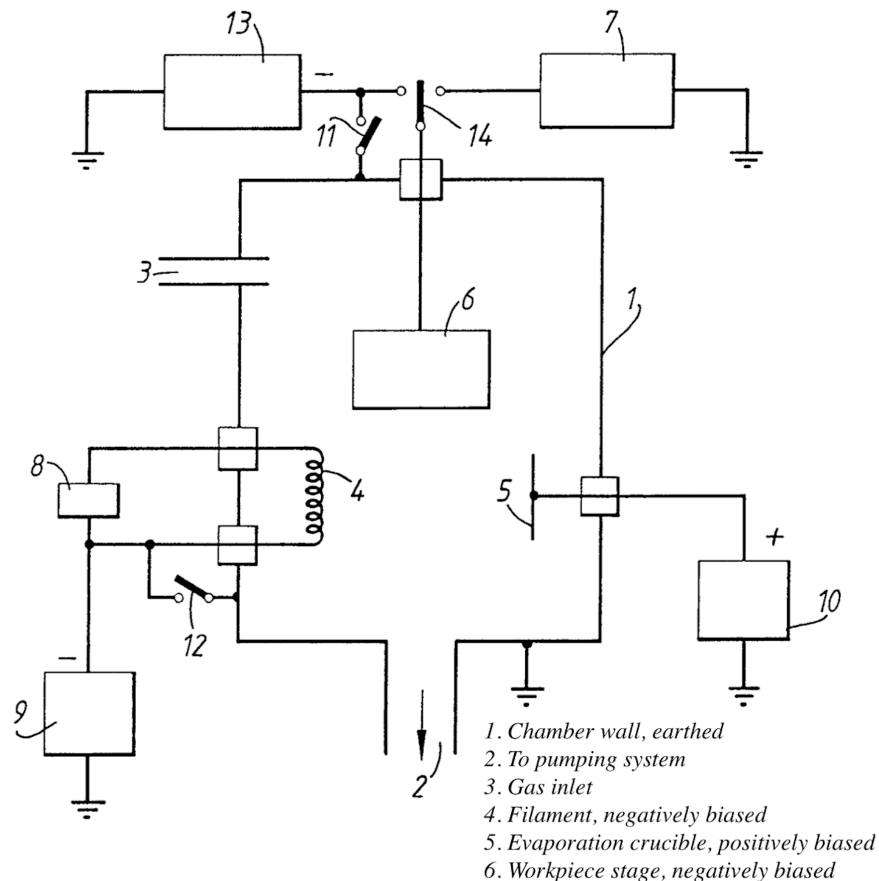 13
7
−
11
14
3
6
1
8
4
5
+
12
10
−
9
2
1. Chamber wall, earthed
2. To pumping system
3. Gas inlet
4. Filament, negatively biased
5. Evaporation crucible, positively biased
6. Workpiece stage, negatively biased